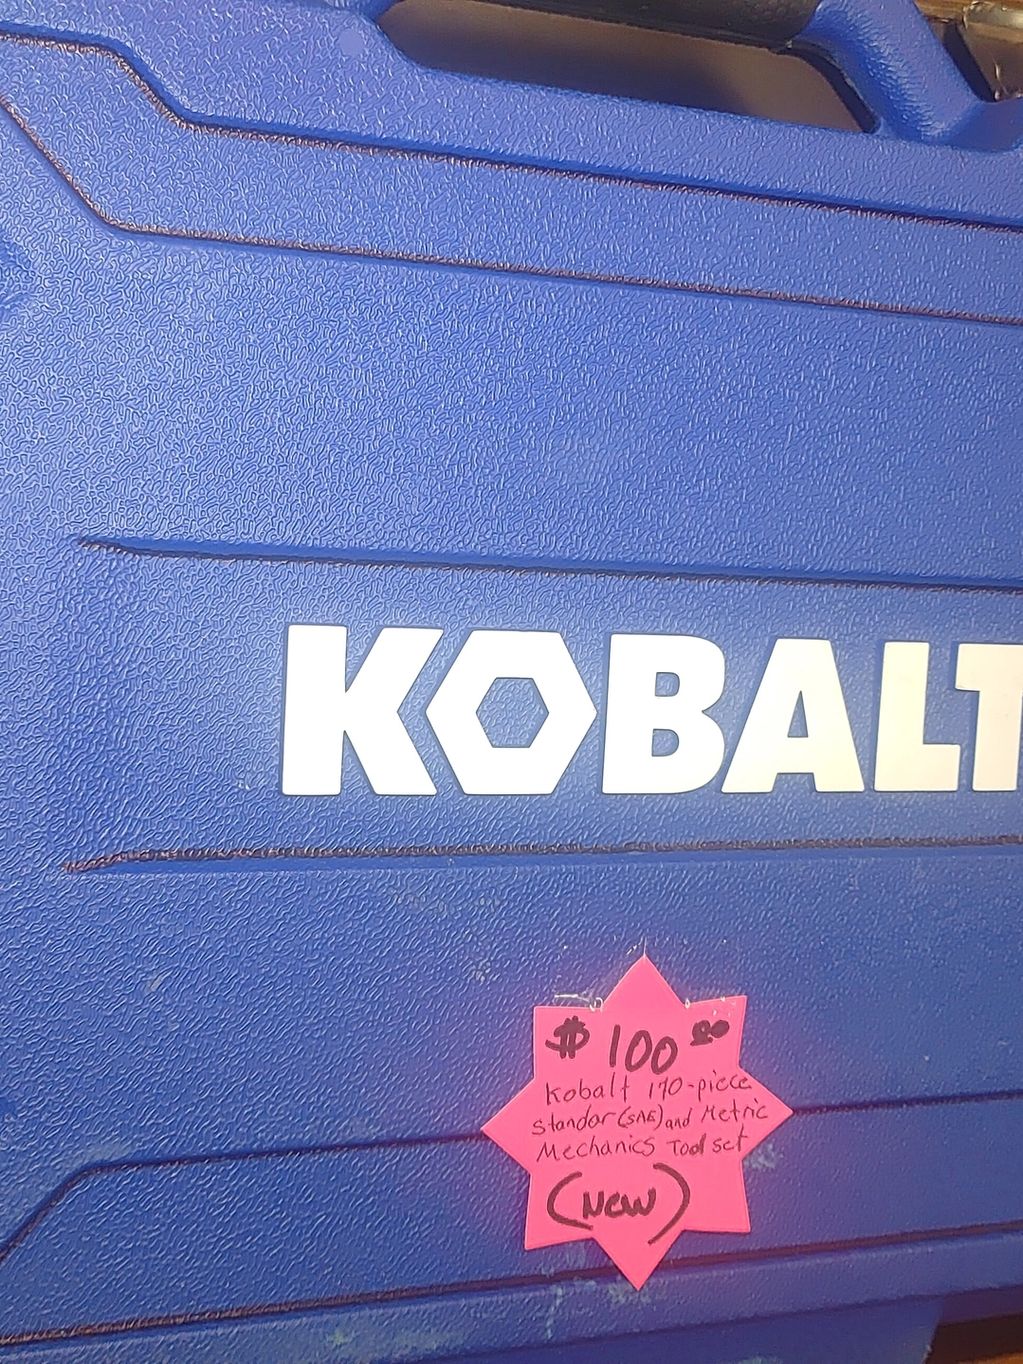 KOBALT
$ 100 00
Kobalt 170-piece
Standar (SAE) and Metric
Mechanics Tool set
(New)